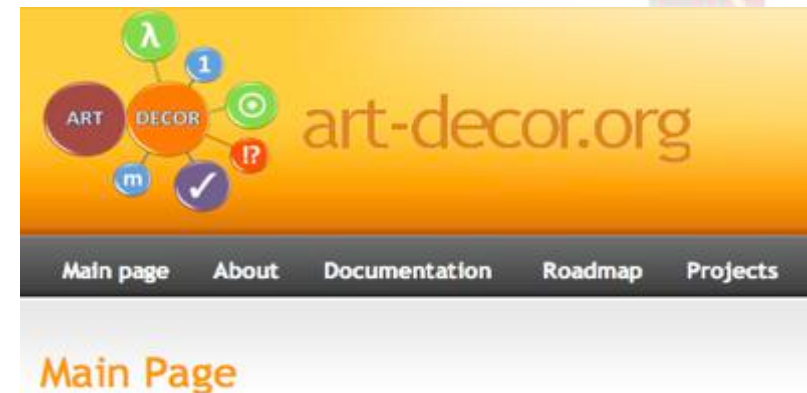 λ
1
ART DECOR
!?
m
art-decor.org
Main page About Documentation Roadmap Projects
Main Page